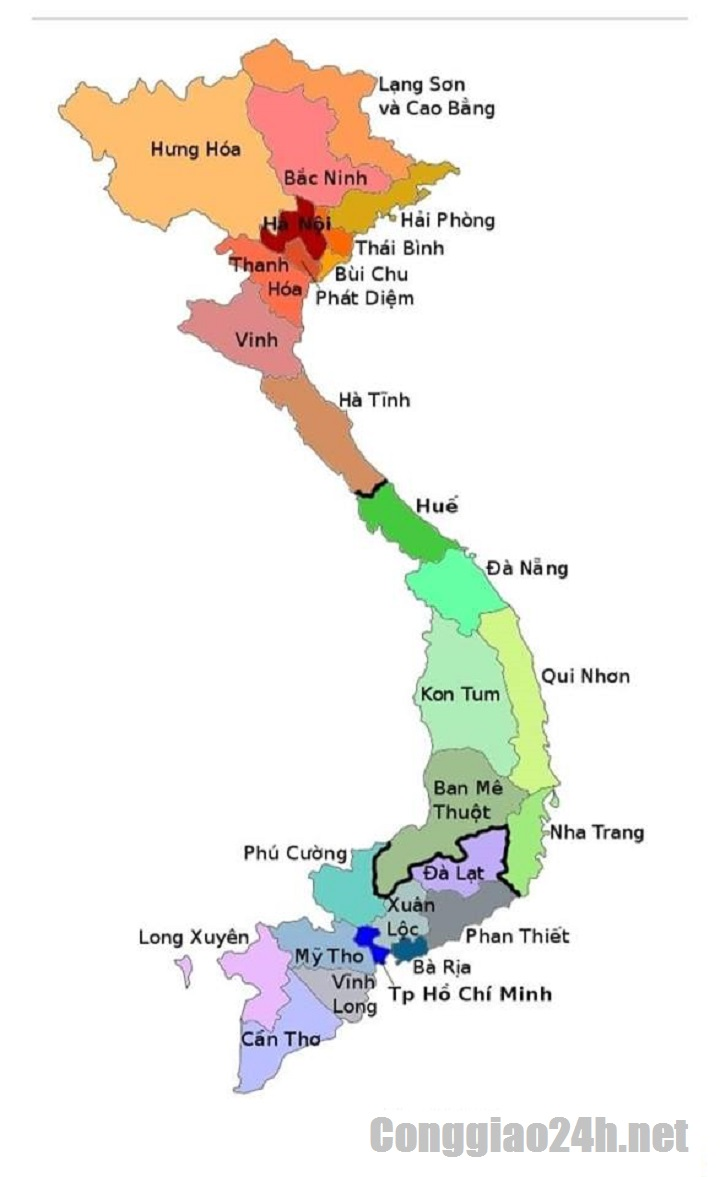 Lạng Sơn
và Cao Bằng
Hưng Hóa
Bắc Ninh
Hà Nội
Hải Phòng
Thái Bình
Thanh
Hóa
Bùi Chu
Phát Diệm
Vinh
Hà Tĩnh
Huế
Đà Nẵng
Qui Nhơn
Kon Tum
Ban Mê
Thuột
Nha Trang
Phú Cường
Đà Lạt
Xuân
Lộc
Phan Thiết
Long Xuyên
Mỹ Tho
Bà Rịa
Vĩnh
Long
Tp Hồ Chí Minh
Cần Thơ
Conggiao24h.net